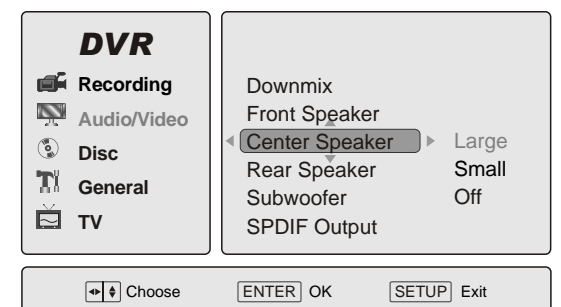 DVR
Recording
Audio/Video
Disc
General
TV
Downmix
Front Speaker
Center Speaker Large
Rear Speaker Small
Subwoofer Off
SPDIF Output
Choose ENTER OK SETUP Exit